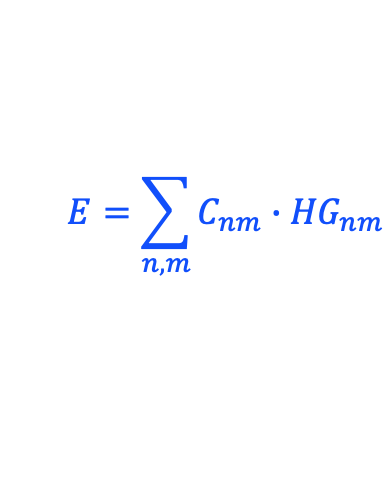 E = ∑ C_{nm} · HG_{nm}
n,m